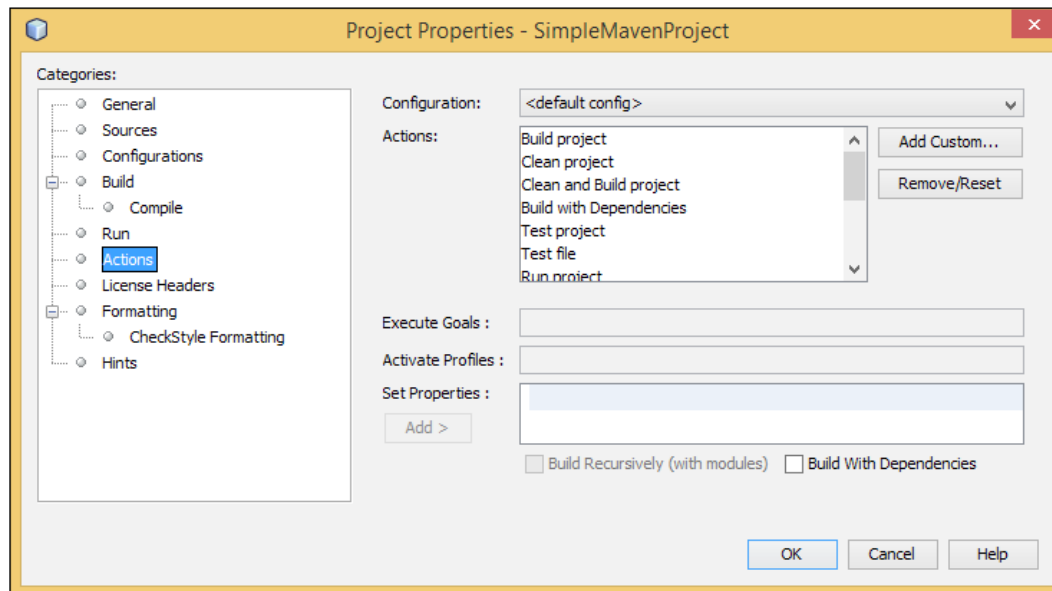 Project Properties - SimpleMavenProject
Categories:
General
Sources
Configurations
Build
Compile
Run
Actions
License Headers
Formatting
CheckStyle Formatting
Hints
Configuration:
<default config>
Actions:
Build project
Clean project
Clean and Build project
Build with Dependencies
Test project
Test file
Run project
Add Custom...
Remove/Reset
Execute Goals :
Activate Profiles :
Set Properties :
Add >
Build Recursively (with modules)
Build With Dependencies
OK
Cancel
Help